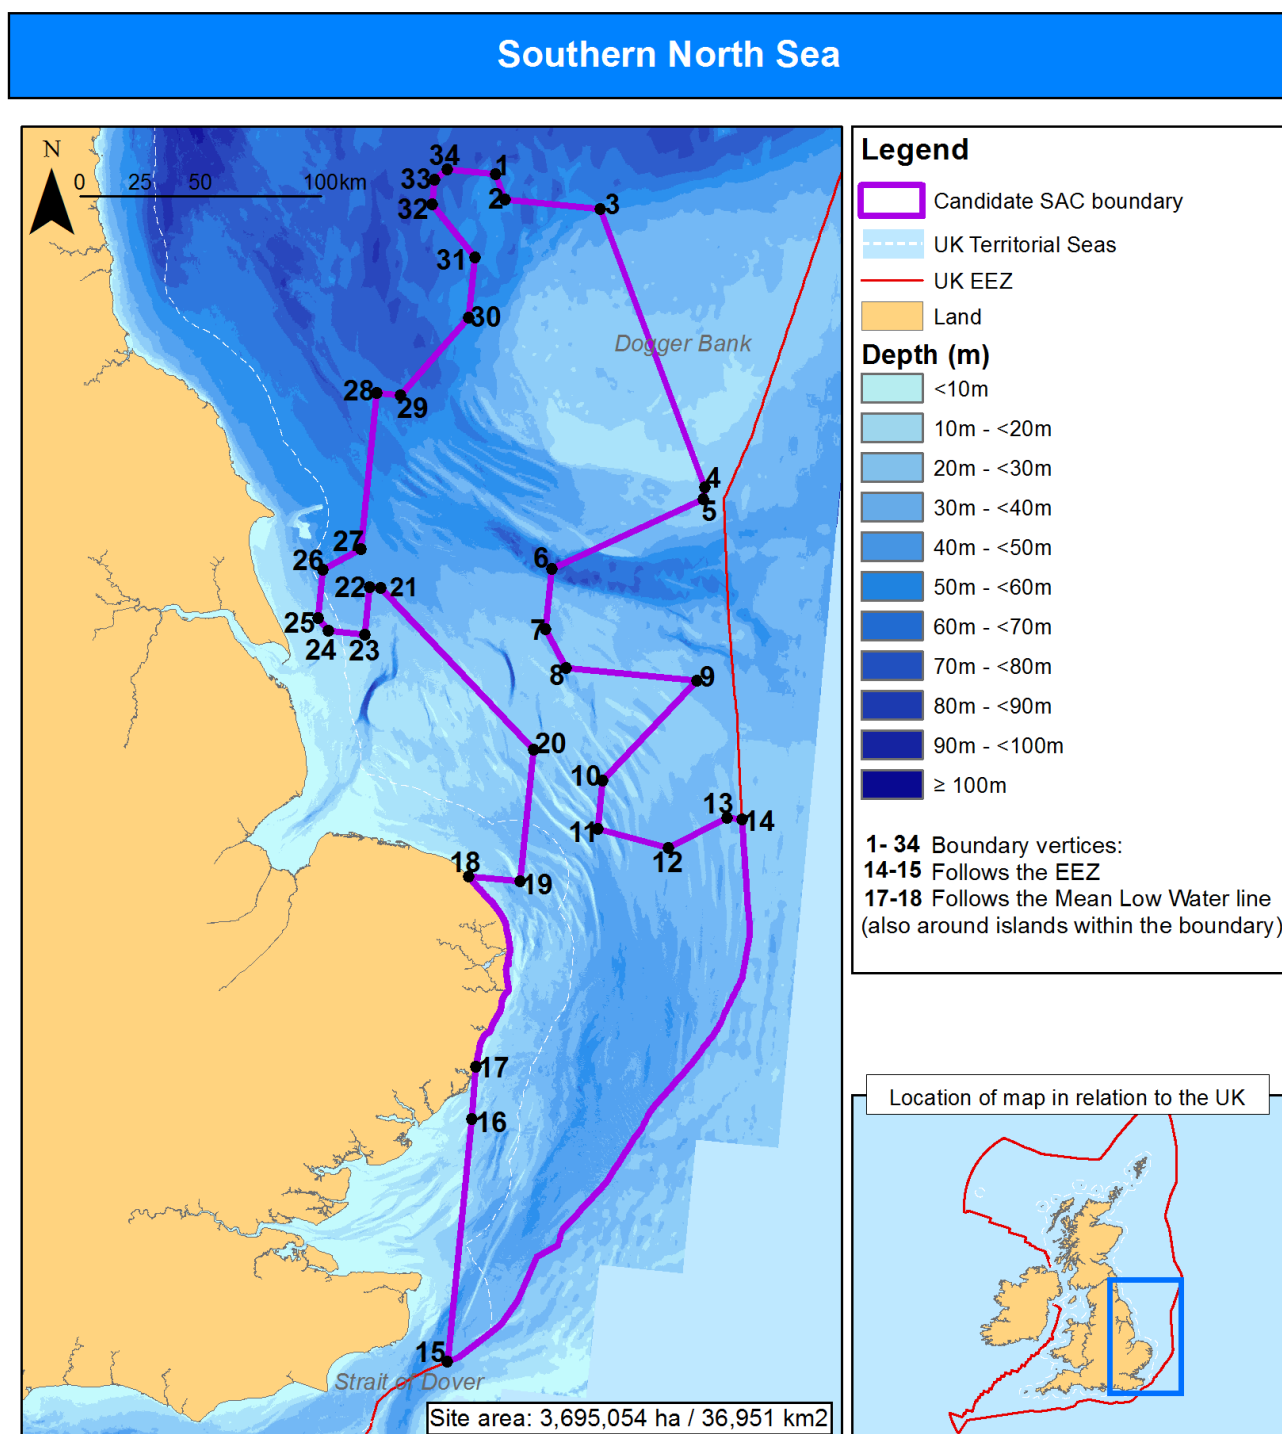 Southern North Sea
N
0 25 50 100km
34
1
33
2
3
32
31
30
Dogger Bank
28
29
4
5
27
26
6
22
21
25
24
23
7
8
9
20
10
13
14
11
12
18
19
17
16
15
Strait of Dover
Site area: 3,695,054 ha / 36,951 km2
Legend
Candidate SAC boundary
UK Territorial Seas
UK EEZ
Land
Depth (m)
<10m
10m - <20m
20m - <30m
30m - <40m
40m - <50m
50m - <60m
60m - <70m
70m - <80m
80m - <90m
90m - <100m
≥ 100m
1- 34 Boundary vertices:
14-15 Follows the EEZ
17-18 Follows the Mean Low Water line
(also around islands within the boundary)
Location of map in relation to the UK